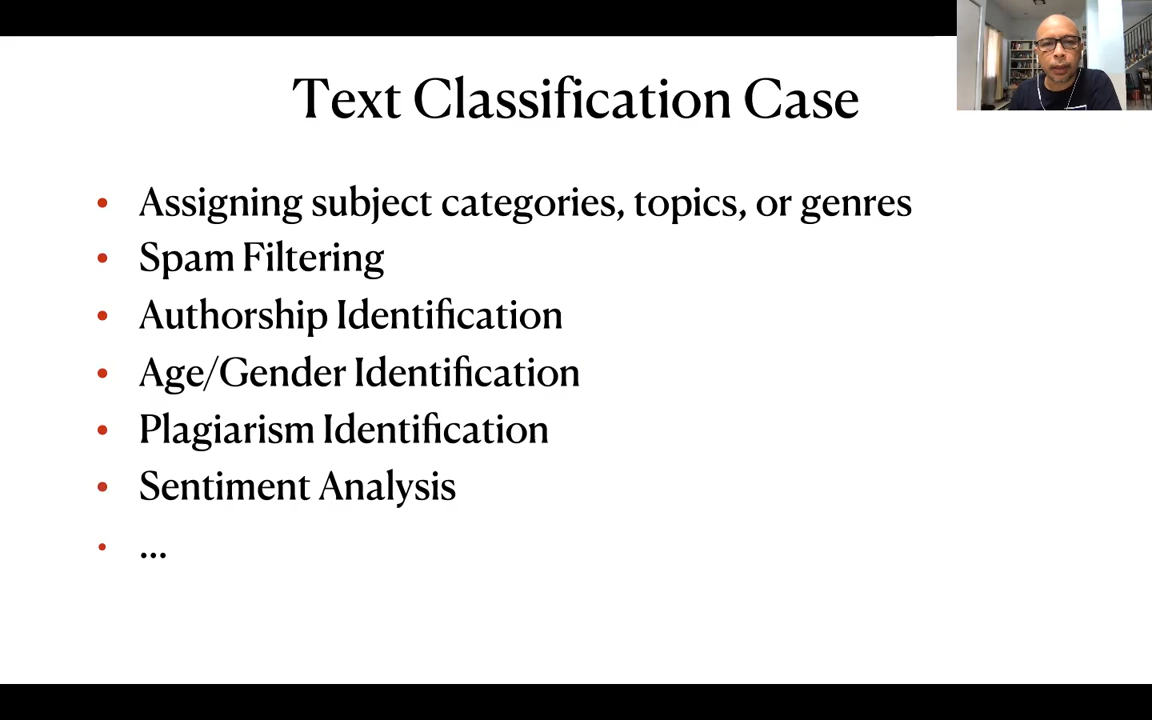 Text Classification Case
• Assigning subject categories, topics, or genres
• Spam Filtering
• Authorship Identification
• Age/Gender Identification
• Plagiarism Identification
• Sentiment Analysis
• ...